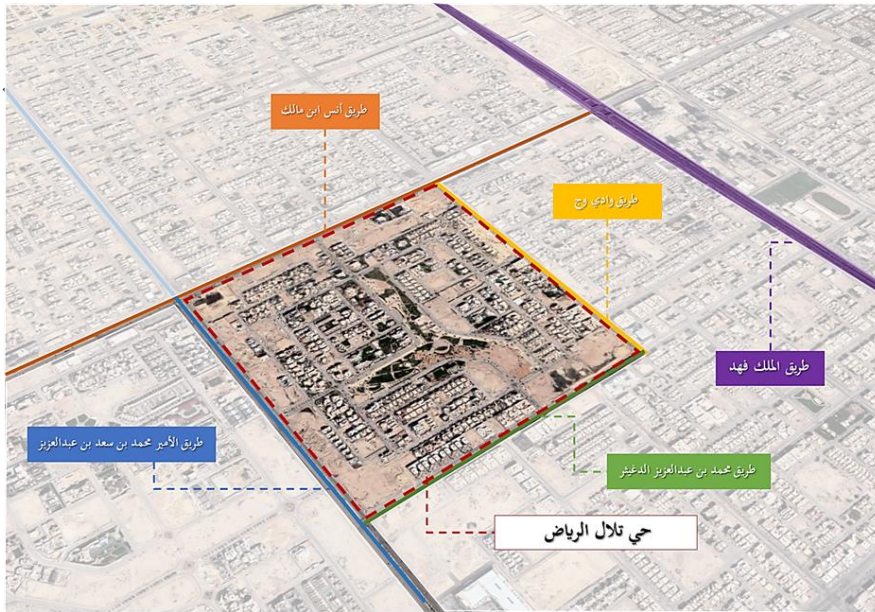 طريق أنس ابن مالك
طريق وادي وج
طريق الملك فهد
طريق الأمير محمد بن سعد بن عبدالعزيز
طريق محمد بن عبدالعزيز الدغيثر
حي تلال الرياض